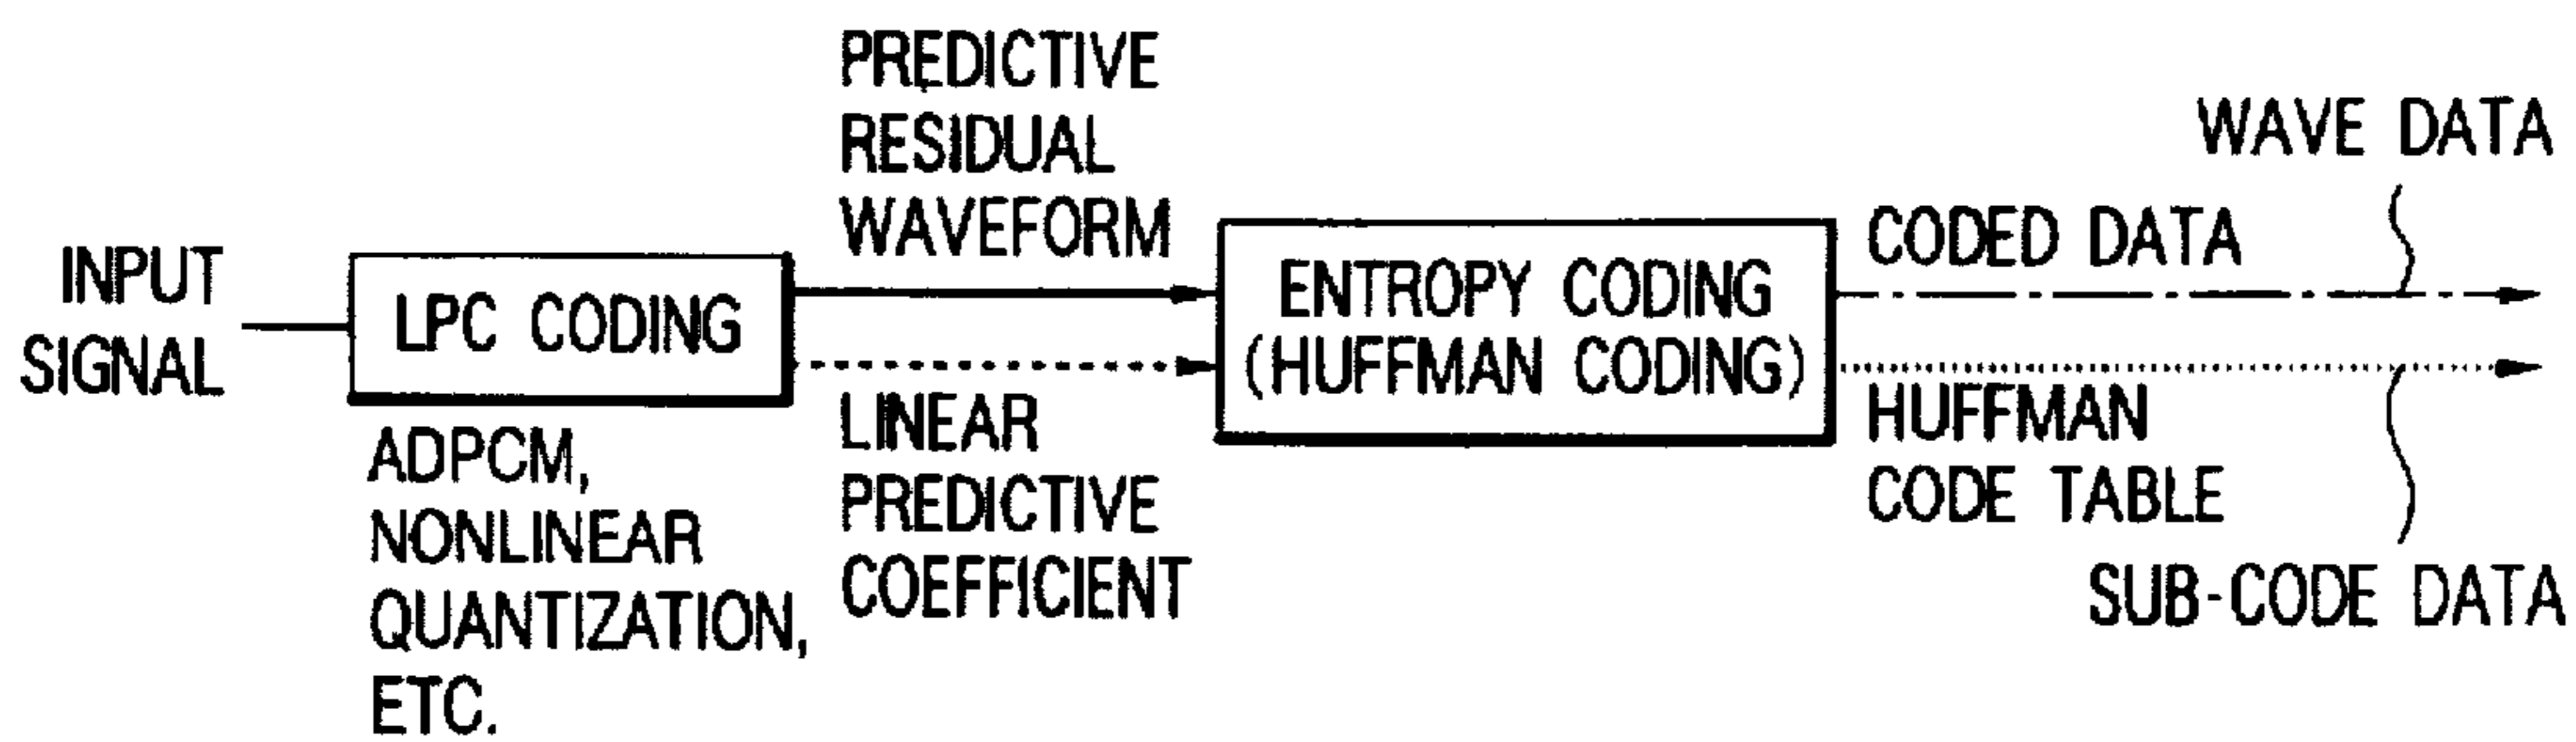 INPUT
SIGNAL
LPC CODING
ADPCM,
NONLINEAR
QUANTIZATION,
ETC.
PREDICTIVE
RESIDUAL
WAVEFORM
LINEAR
PREDICTIVE
COEFFICIENT
ENTROPY CODING
(HUFFMAN CODING)
CODED DATA
HUFFMAN
CODE TABLE
WAVE DATA
SUB-CODE DATA